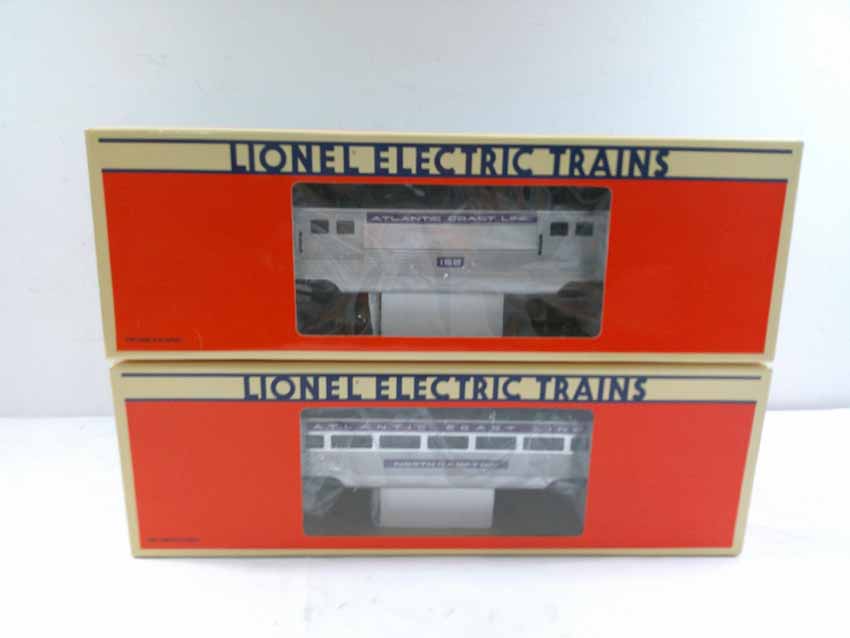 LIONEL ELECTRIC TRAINS
ATLANTIC COAST LINE
LIONEL ELECTRIC TRAINS
ATLANTIC COAST LINE